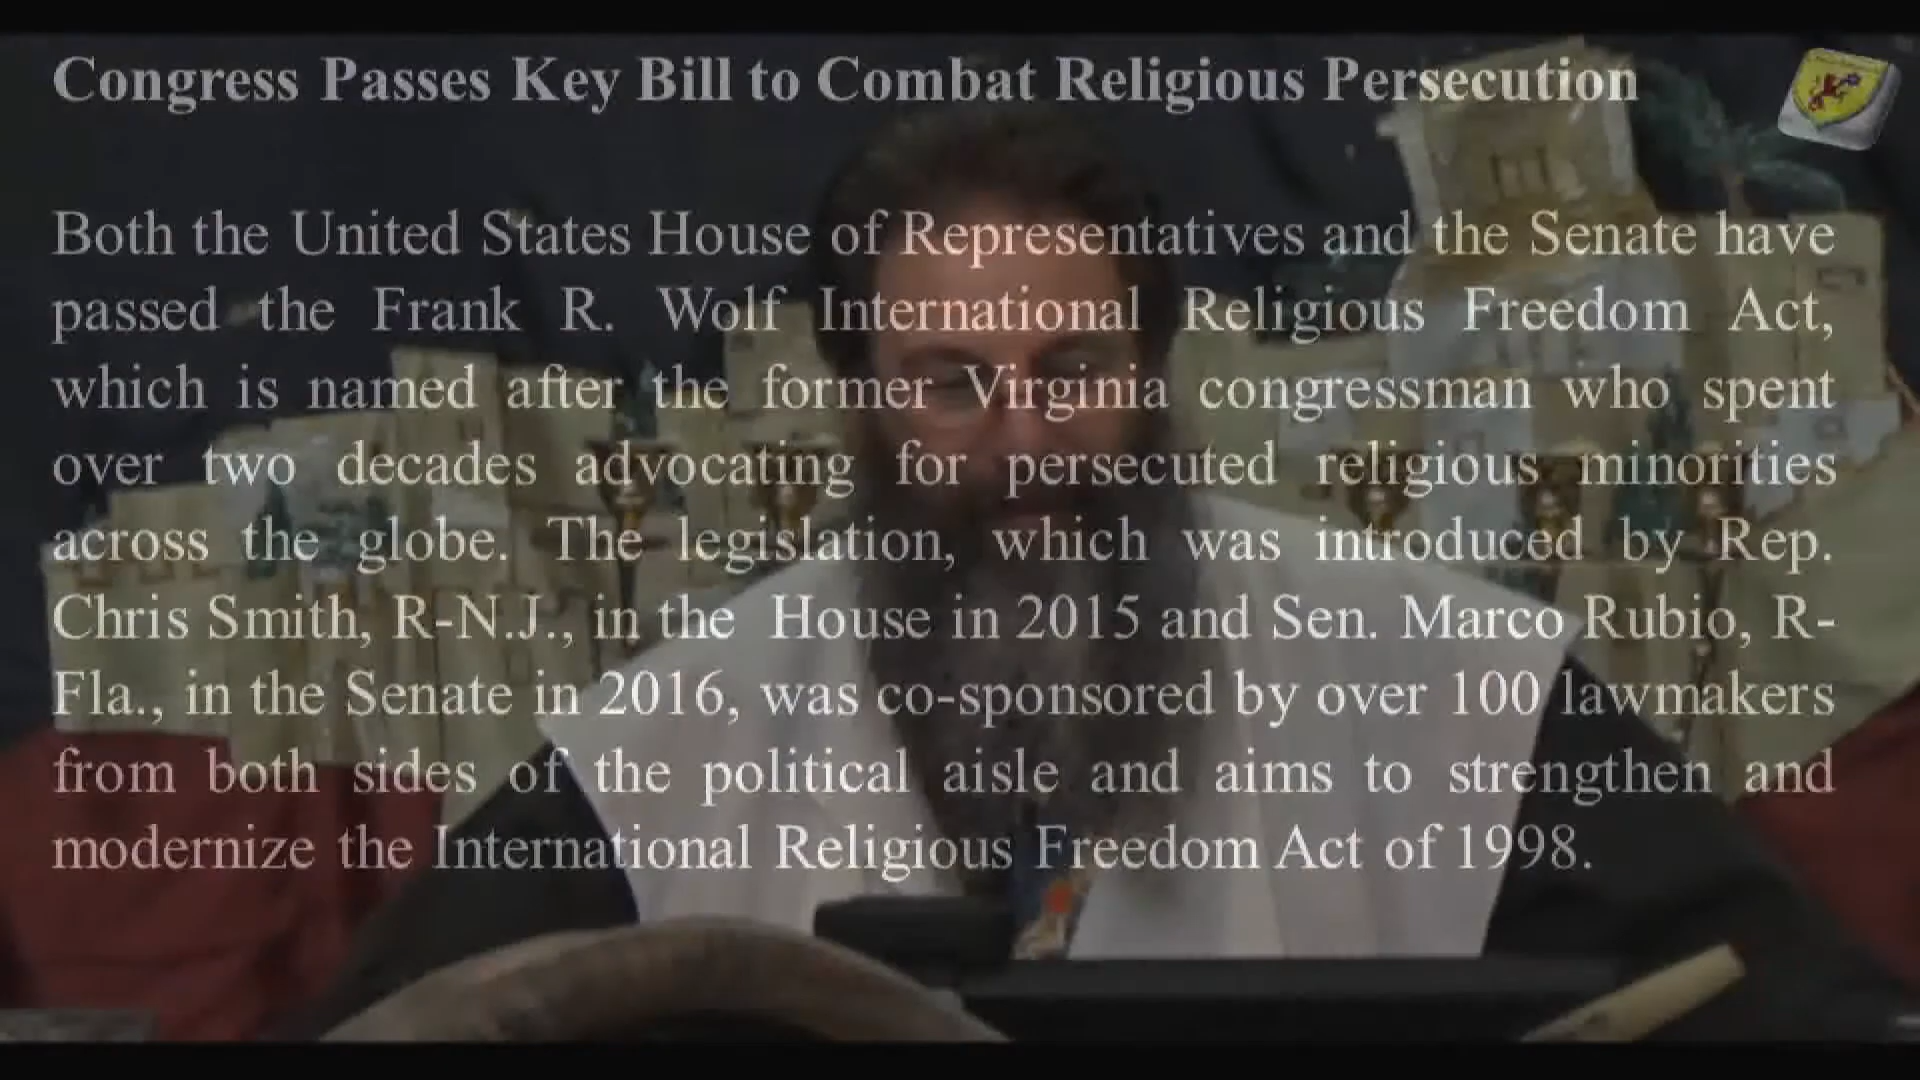 Congress Passes Key Bill to Combat Religious Persecution
Both the United States House of Representatives and the Senate have
passed the Frank R. Wolf International Religious Freedom Act,
which is named after the former Virginia congressman who spent
over two decades advocating for persecuted religious minorities
across the globe. The legislation, which was introduced by Rep.
Chris Smith, R-N.J., in the House in 2015 and Sen. Marco Rubio, R-
Fla., in the Senate in 2016, was co-sponsored by over 100 lawmakers
from both sides of the political aisle and aims to strengthen and
modernize the International Religious Freedom Act of 1998.